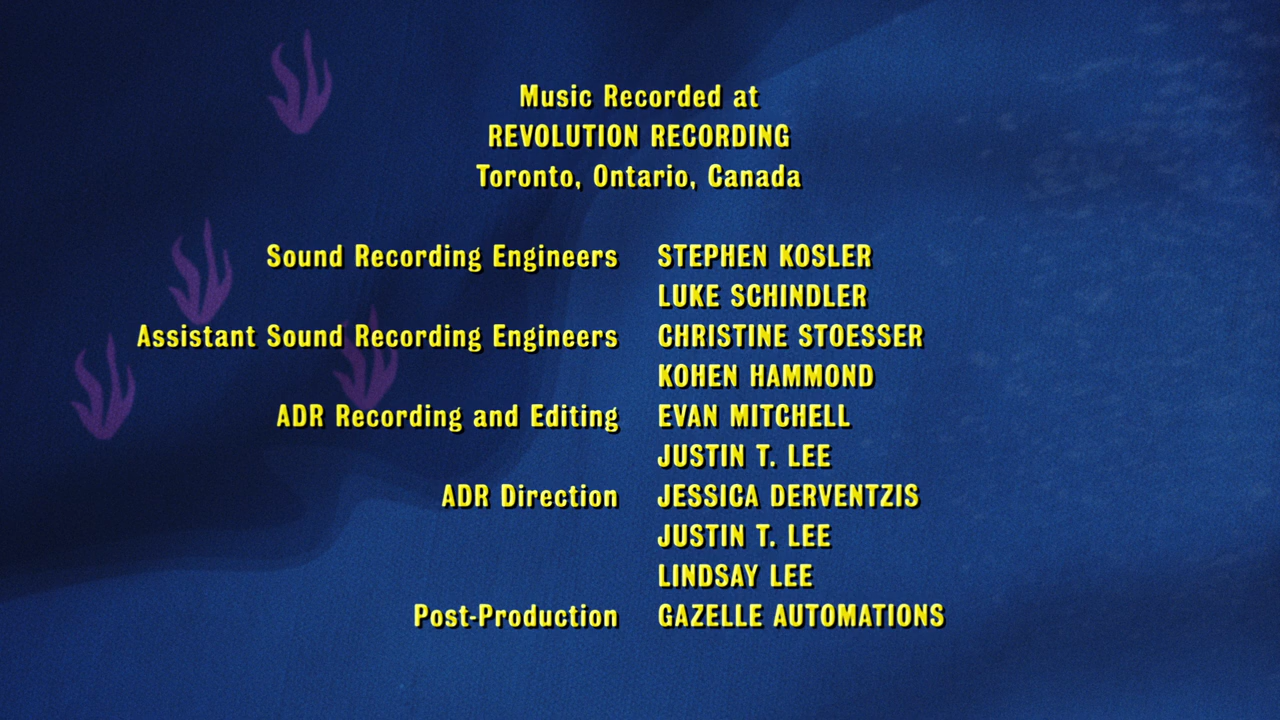 Music Recorded at
REVOLUTION RECORDING
Toronto, Ontario, Canada
Sound Recording Engineers STEPHEN KOSLER
LUKE SCHINDLER
Assistant Sound Recording Engineers CHRISTINE STOESSER
KOHEN HAMMOND
ADR Recording and Editing EVAN MITCHELL
JUSTIN T. LEE
ADR Direction JESSICA DERVENTZIS
JUSTIN T. LEE
LINDSAY LEE
Post-Production GAZELLE AUTOMATIONS